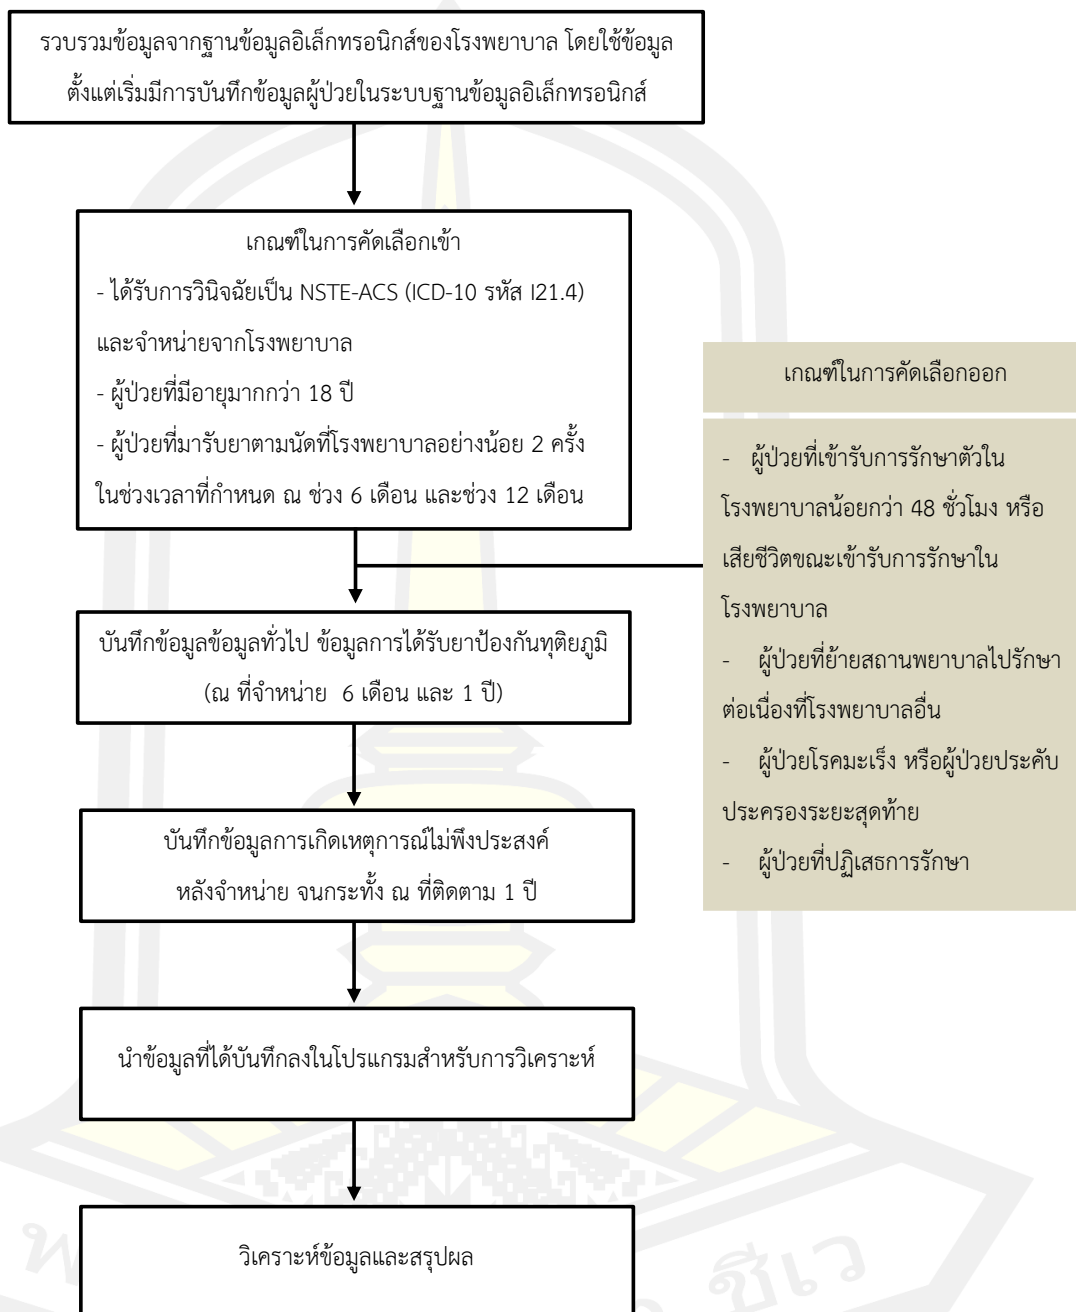 รวบรวมข้อมูลจากฐานข้อมูลอิเล็กทรอนิกส์ของโรงพยาบาล โดยใช้ข้อมูล
ตั้งแต่เริ่มมีการบันทึกข้อมูลผู้ป่วยในระบบฐานข้อมูลอิเล็กทรอนิกส์
เกณฑ์ในการคัดเลือกเข้า
- ได้รับการวินิจฉัยเป็น NSTE-ACS (ICD-10 รหัส I21.4)
และจำหน่ายจากโรงพยาบาล
- ผู้ป่วยที่มีอายุมากกว่า 18 ปี
- ผู้ป่วยที่มารับยาตามนัดที่โรงพยาบาลอย่างน้อย 2 ครั้ง
ในช่วงเวลาที่กำหนด ณ ช่วง 6 เดือน และช่วง 12 เดือน
เกณฑ์ในการคัดเลือกออก
- ผู้ป่วยที่เข้ารับการรักษาตัวใน
โรงพยาบาลน้อยกว่า 48 ชั่วโมง หรือ
เสียชีวิตขณะเข้ารับการรักษาใน
โรงพยาบาล
- ผู้ป่วยที่ย้ายสถานพยาบาลไปรักษา
ต่อเนื่องที่โรงพยาบาลอื่น
- ผู้ป่วยโรคมะเร็ง หรือผู้ป่วยประคับ
ประครองระยะสุดท้าย
- ผู้ป่วยที่ปฏิเสธการรักษา
บันทึกข้อมูลข้อมูลทั่วไป ข้อมูลการได้รับยาป้องกันทุติยภูมิ
(ณ ที่จำหน่าย 6 เดือน และ 1 ปี)
บันทึกข้อมูลการเกิดเหตุการณ์ไม่พึงประสงค์
หลังจำหน่าย จนกระทั้ง ณ ที่ติดตาม 1 ปี
นำข้อมูลที่ได้บันทึกลงในโปรแกรมสำหรับการวิเคราะห์
วิเคราะห์ข้อมูลและสรุปผล
ชีเว